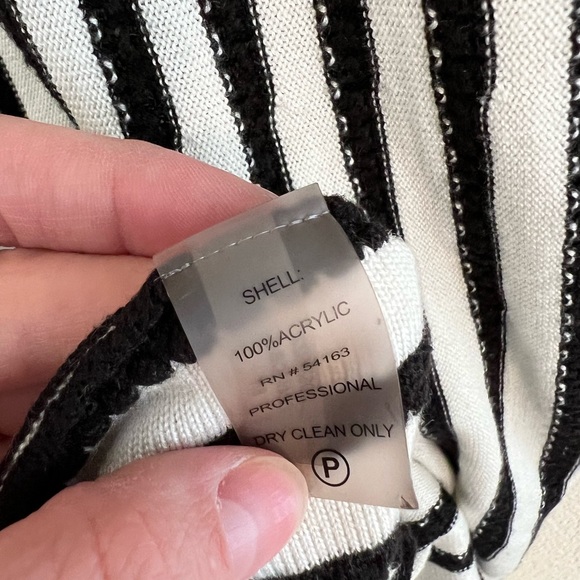 SHELL:
100%ACRYLIC
RN # 54163
PROFESSIONAL
DRY CLEAN ONLY
P